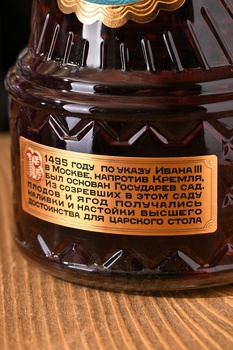 В 1495 ГОДУ ПО УКАЗУ ИВАНА III
В МОСКВЕ, НАПРОТИВ КРЕМЛЯ,
БЫЛ ОСНОВАН ГОСУДАРЕВ САД.
ИЗ СОЗРЕВШИХ В ЭТОМ САДУ
ПЛОДОВ И ЯГОД ПОЛУЧАЛИСЬ
НАЛИВКИ И НАСТОЙКИ ВЫСШЕГО
ДОСТОИНСТВА ДЛЯ ЦАРСКОГО СТОЛА